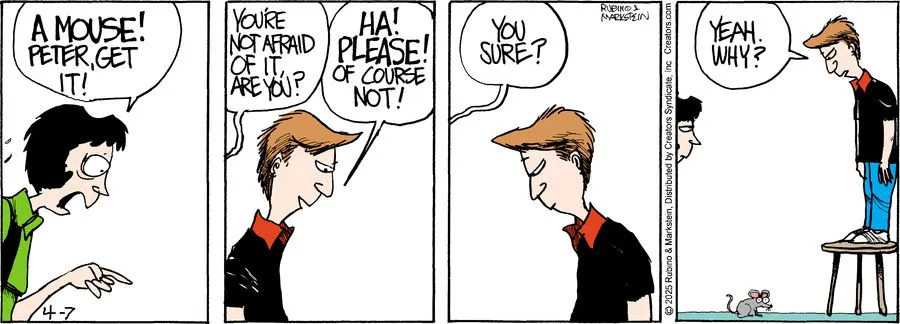 A MOUSE!
PETER, GET
IT!
4-7
YOU'RE
NOT AFRAID
OF IT,
ARE YOU?
HA!
PLEASE!
OF COURSE
NOT!
YOU
SURE?
RUBINO &
MARKSTEIN
© 2025 Rubino & Markstein, Distributed by Creators Syndicate, Inc. Creators.com
YEAH.
WHY?